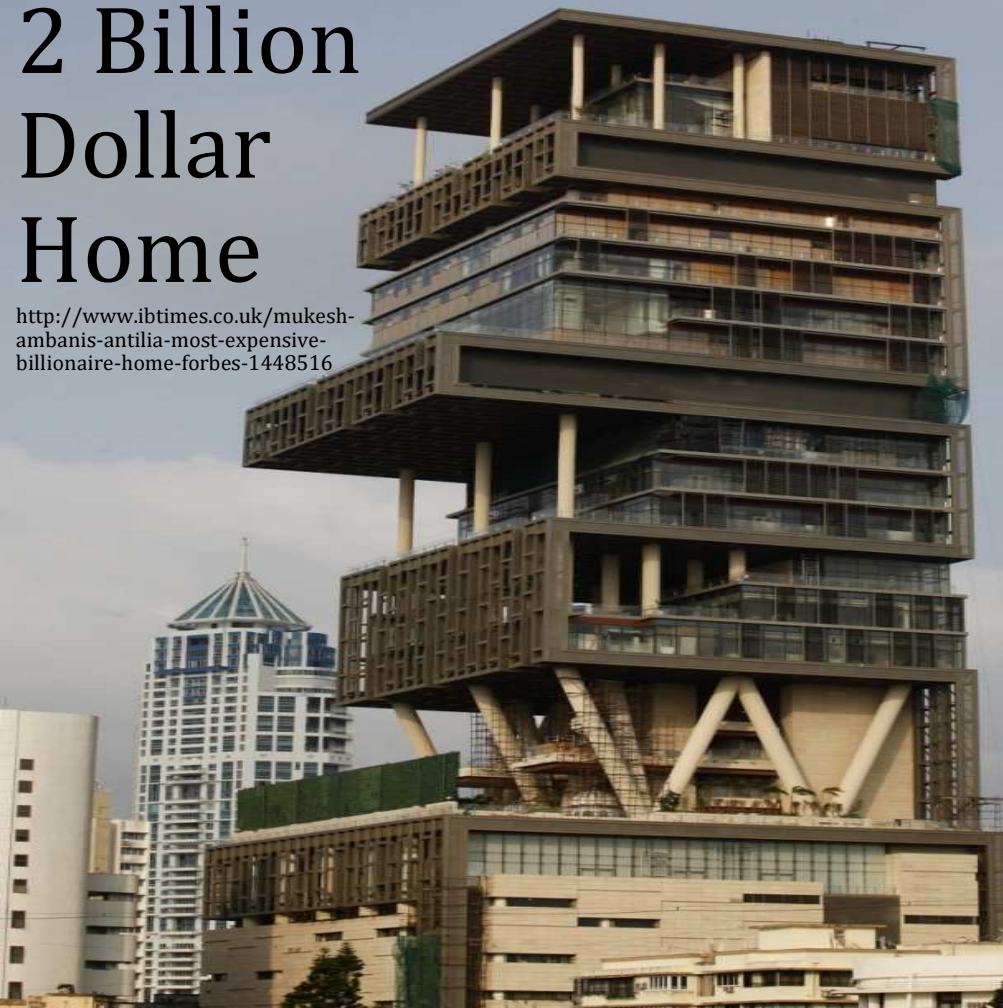 2 Billion
Dollar
Home
http://www.ibtimes.co.uk/mukesh-
ambanis-antilia-most-expensive-
billionaire-home-forbes-1448516